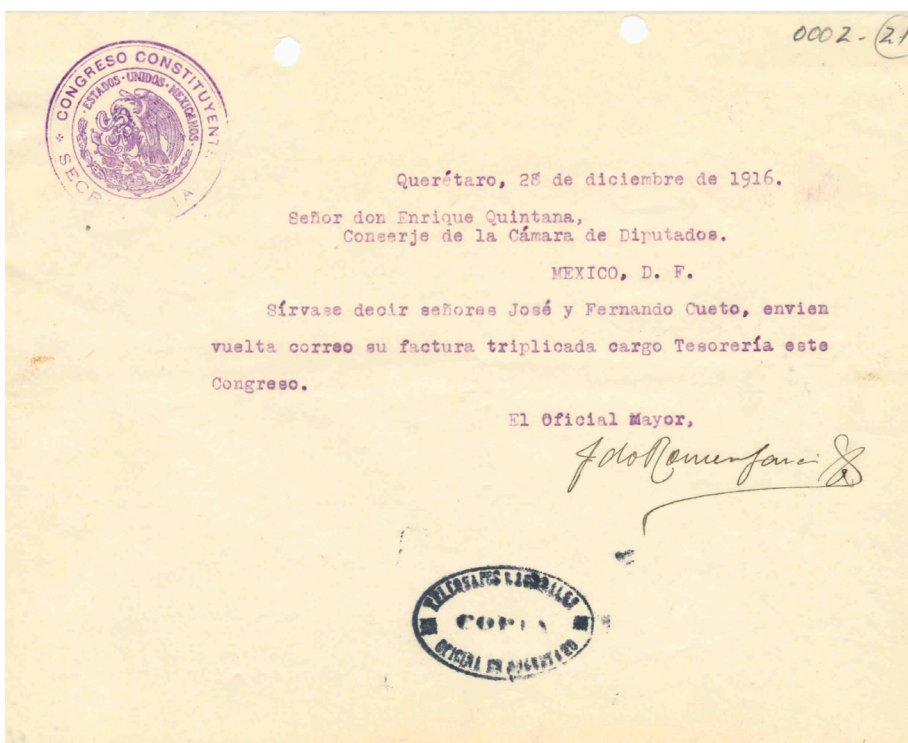 0002 - 21
CONGRESO CONSTITUYENT
ESTADOS · UNIDOS · MEXICANOS
Querétaro, 28 de diciembre de 1916.
Señor don Enrique Quintana,
Conserje de la Cámara de Diputados.
MEXICO, D. F.
Sírvase decir señores José y Fernando Cueto, envien
vuelta correo su factura triplicada cargo Tesorería este
Congreso.
El Oficial Mayor,
COPIA